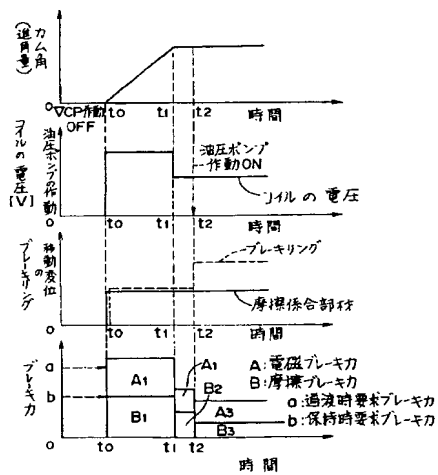 カム角
(進角量)
0
▽CP作動
OFF
t0
t1
t2
時間
コイルの電圧
[V]
油圧ポンプの作動
油圧ポンプ
作動ON
コイルの電圧
0
t0
t1
t2
時間
ブレーキリング
の
移動変位
ブレーキリング
摩擦係合部材
0
t0
t1
t2
時間
ブレーキ力
a
b
0
A1
B1
A1
B2
A3
B3
A:電磁ブレーキ力
B:摩擦ブレーキ力
a:過渡時要求ブレーキ力
b:保持時要求ブレーキ力
t0
t1
t2
時間